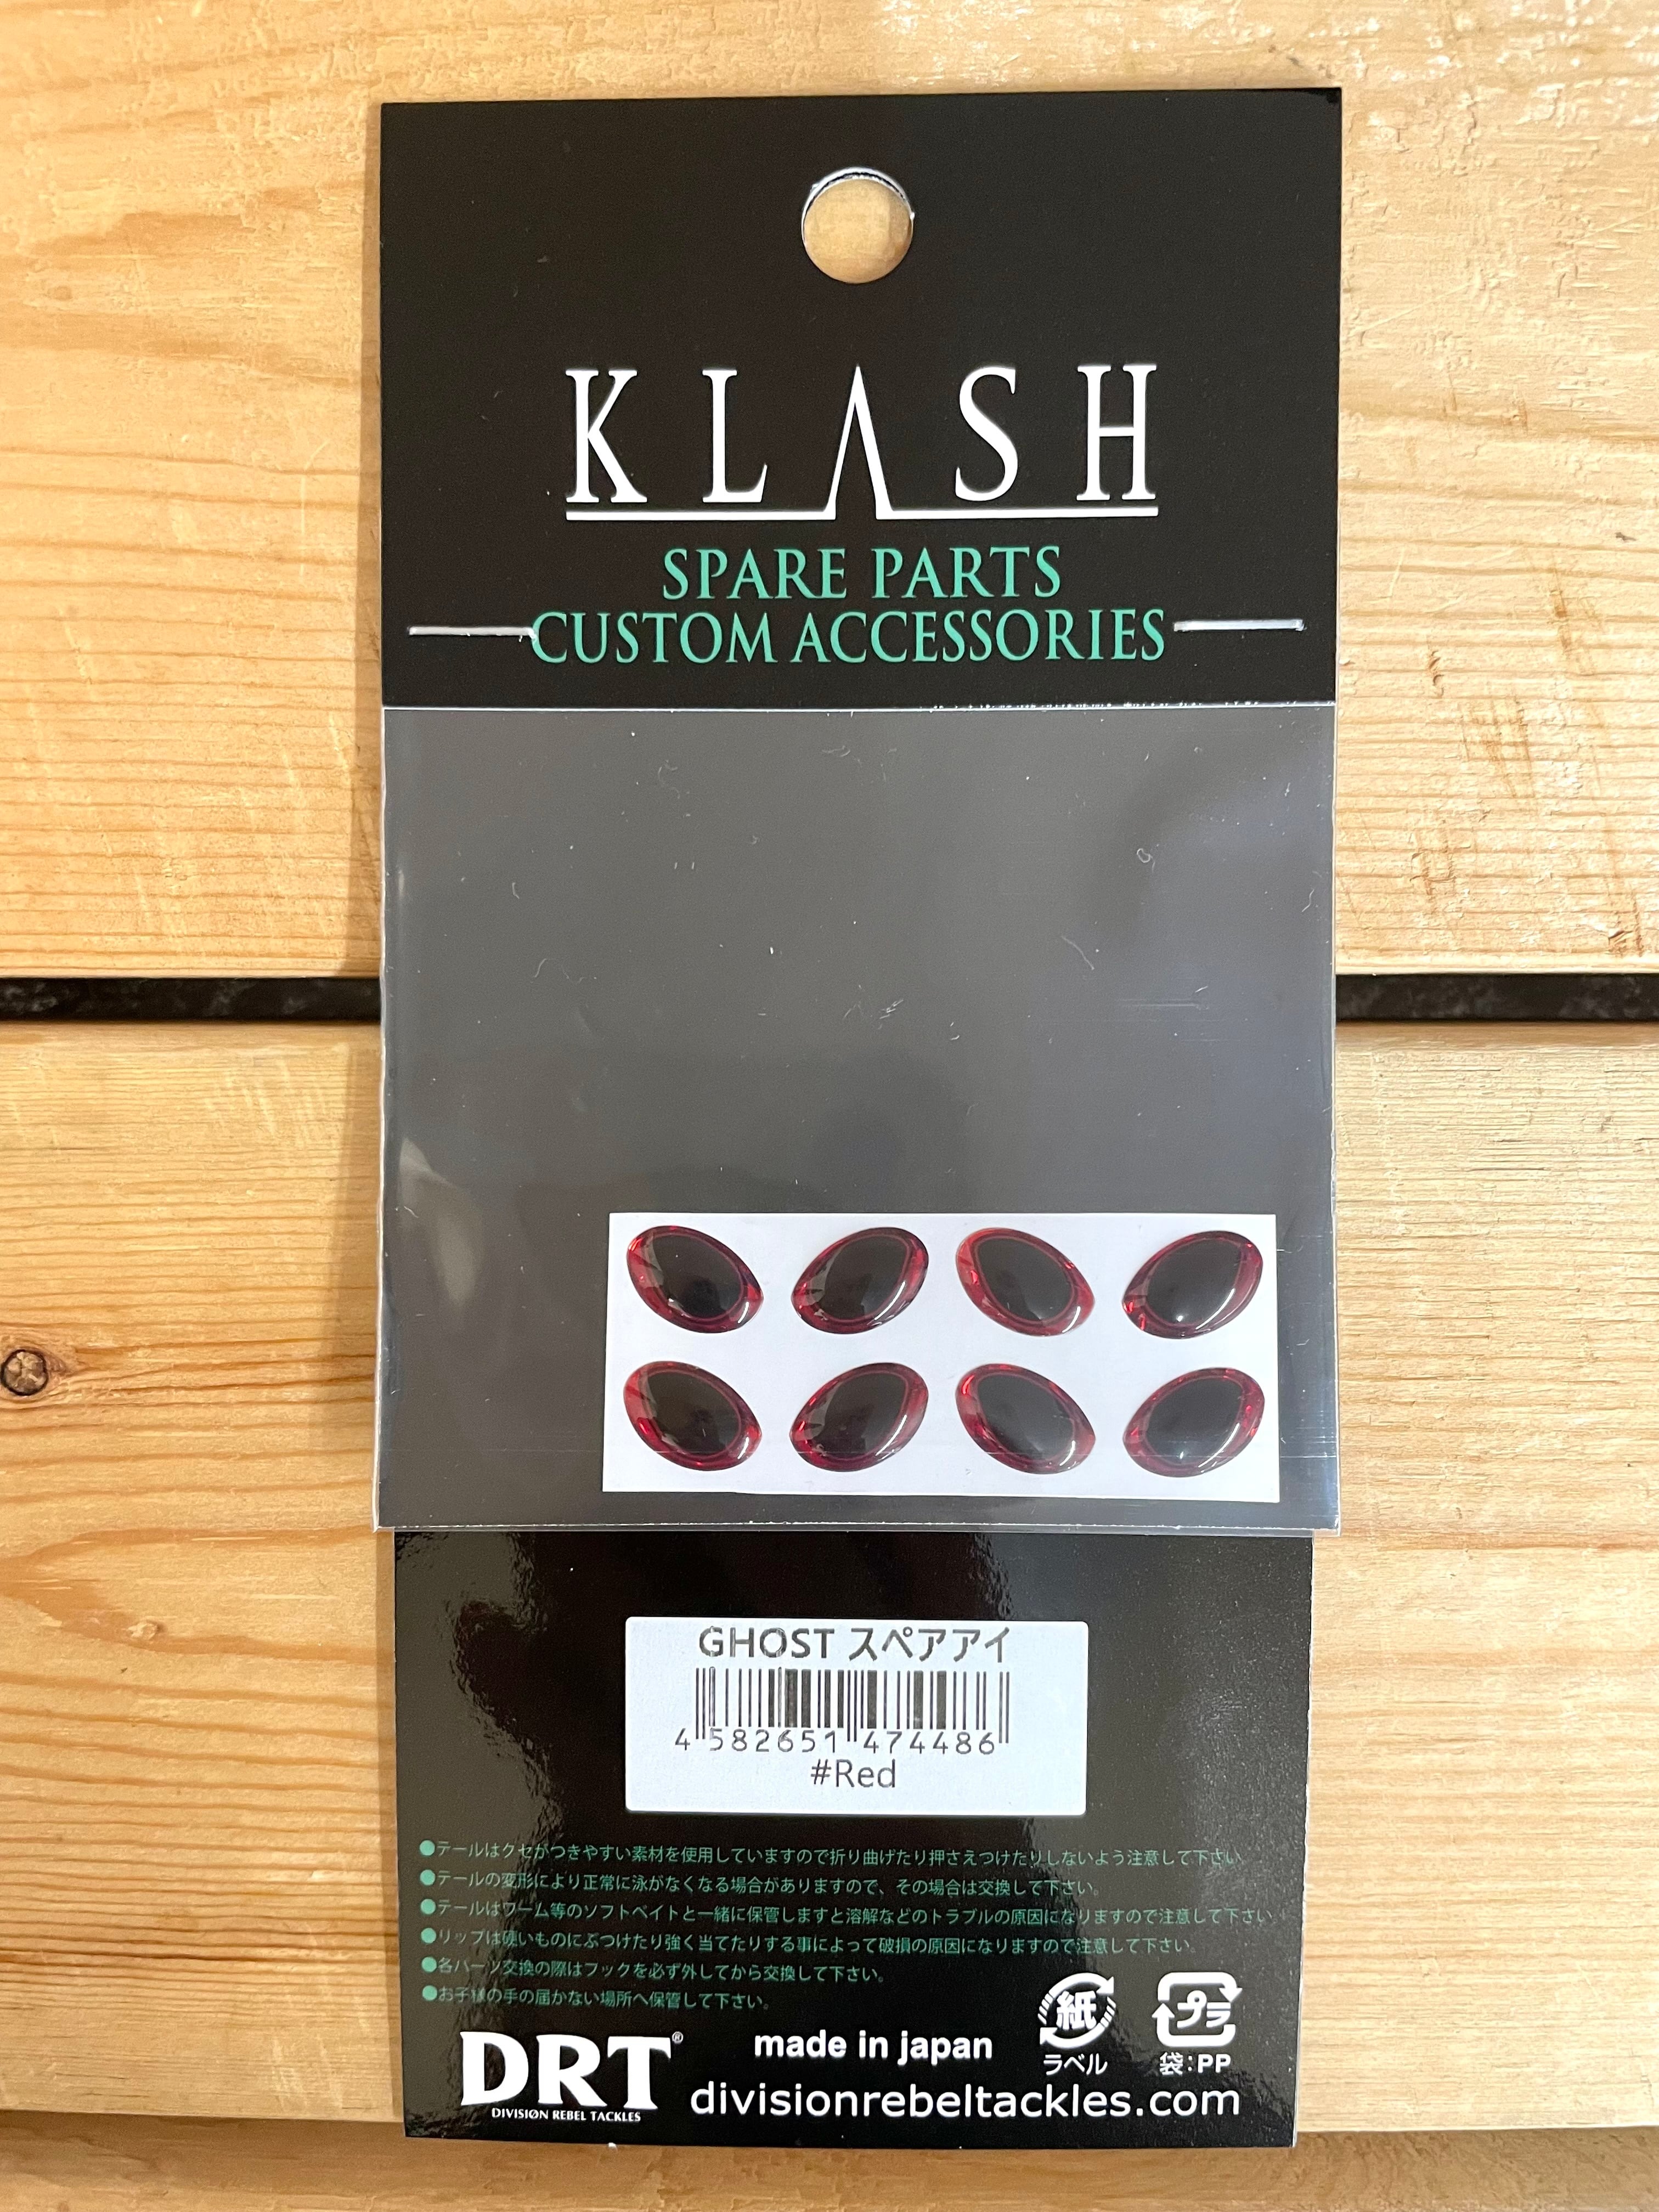 KLASH
SPARE PARTS
CUSTOM ACCESSORIES
GHOST スペアアイ
4 582651 474486
#Red
●テールはクセがつきやすい素材を使用していますので折り曲げたり押さえつけたりしないよう注意して下さい。
●テールの変形により正常に泳がなくなる場合がありますので、その場合は交換して下さい。
●テールはワーム等のソフトベイトと一緒に保管しますと溶解などのトラブルの原因になりますので注意して下さい。
●リップは硬いものにぶつけたり強く当てたりする事によって破損の原因になりますので注意して下さい。
●各パーツ交換の際はフックを必ず外してから交換して下さい。
●お子様の手の届かない場所へ保管して下さい。
紙
ラベル
プラ
袋:PP
DRT®
DIVISIØN REBEL TACKLES
made in japan
divisionrebeltackles.com